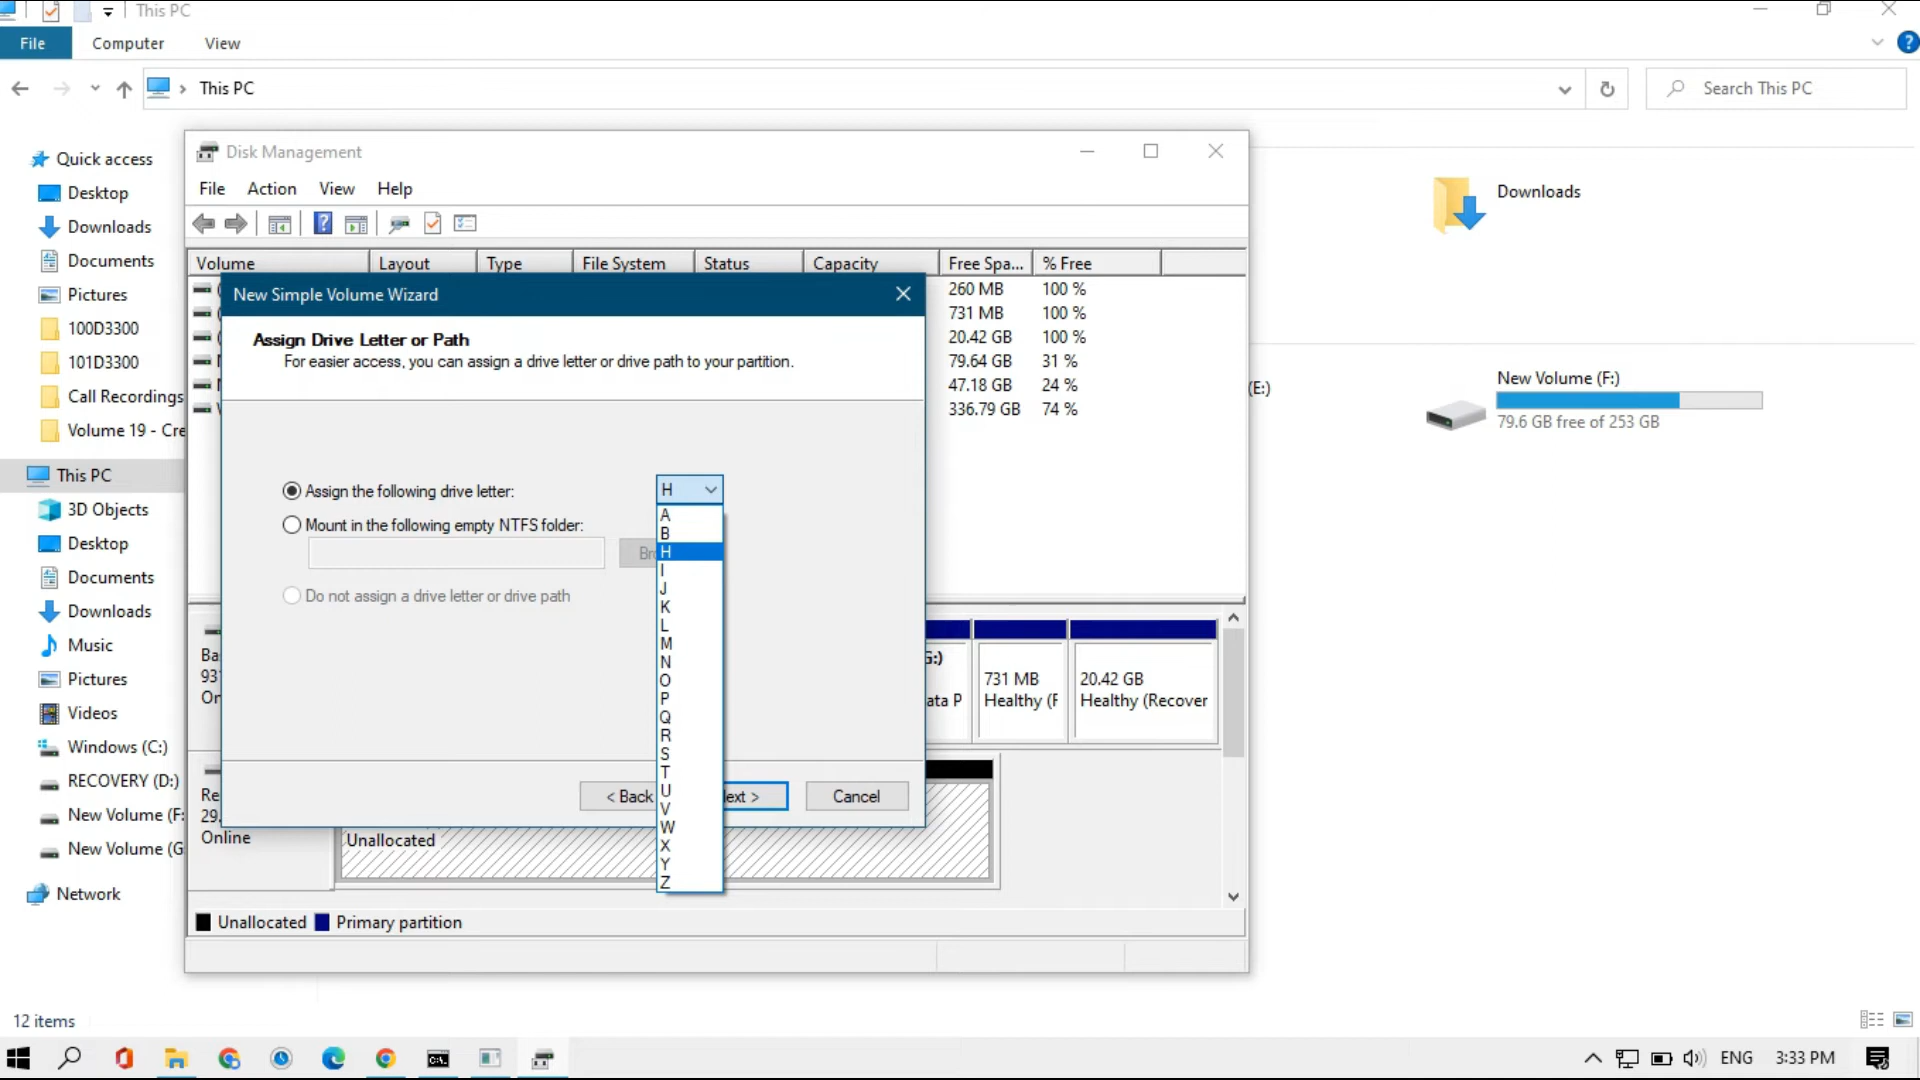 This PC
File
Computer
View
?
This PC
Search This PC
Quick access
Desktop
Downloads
Documents
Pictures
100D3300
101D3300
Call Recordings
Volume 19 - Cre
This PC
3D Objects
Desktop
Documents
Downloads
Music
Pictures
Videos
Windows (C:)
RECOVERY (D:)
New Volume (F:
New Volume (G
Network
Disk Management
File
Action
View
Help
Volume
Layout
Type
File System
Status
Capacity
Free Spa...
% Free
260 MB
100 %
731 MB
100 %
20.42 GB
100 %
79.64 GB
31 %
47.18 GB
24 %
336.79 GB
74 %
New Simple Volume Wizard
Assign Drive Letter or Path
For easier access, you can assign a drive letter or drive path to your partition.
Assign the following drive letter:
H
Mount in the following empty NTFS folder:
Bro
Do not assign a drive letter or drive path
A
B
H
I
J
K
L
M
N
O
P
Q
R
S
T
U
V
W
X
Y
Z
< Back
ext >
Cancel
Ba
93
On
G:)
ata P
731 MB
Healthy (F
20.42 GB
Healthy (Recover
Re
29.
Online
Unallocated
Unallocated
Primary partition
Downloads
(E:)
New Volume (F:)
79.6 GB free of 253 GB
12 items
ENG
3:33 PM